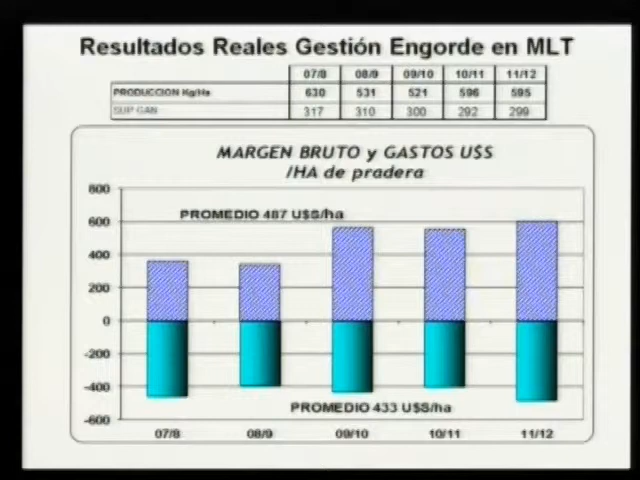 Resultados Reales Gestión Engorde en MLT
07/8 08/9 09/10 10/11 11/12
PRODUCCION Kg/Ha 630 531 521 596 595
SUP GAN 317 310 300 292 299
MARGEN BRUTO y GASTOS U$S
/HA de pradera
800
PROMEDIO 487 U$S/ha
600
400
200
0
-200
-400
PROMEDIO 433 U$S/ha
-600
07/8 08/9 09/10 10/11 11/12